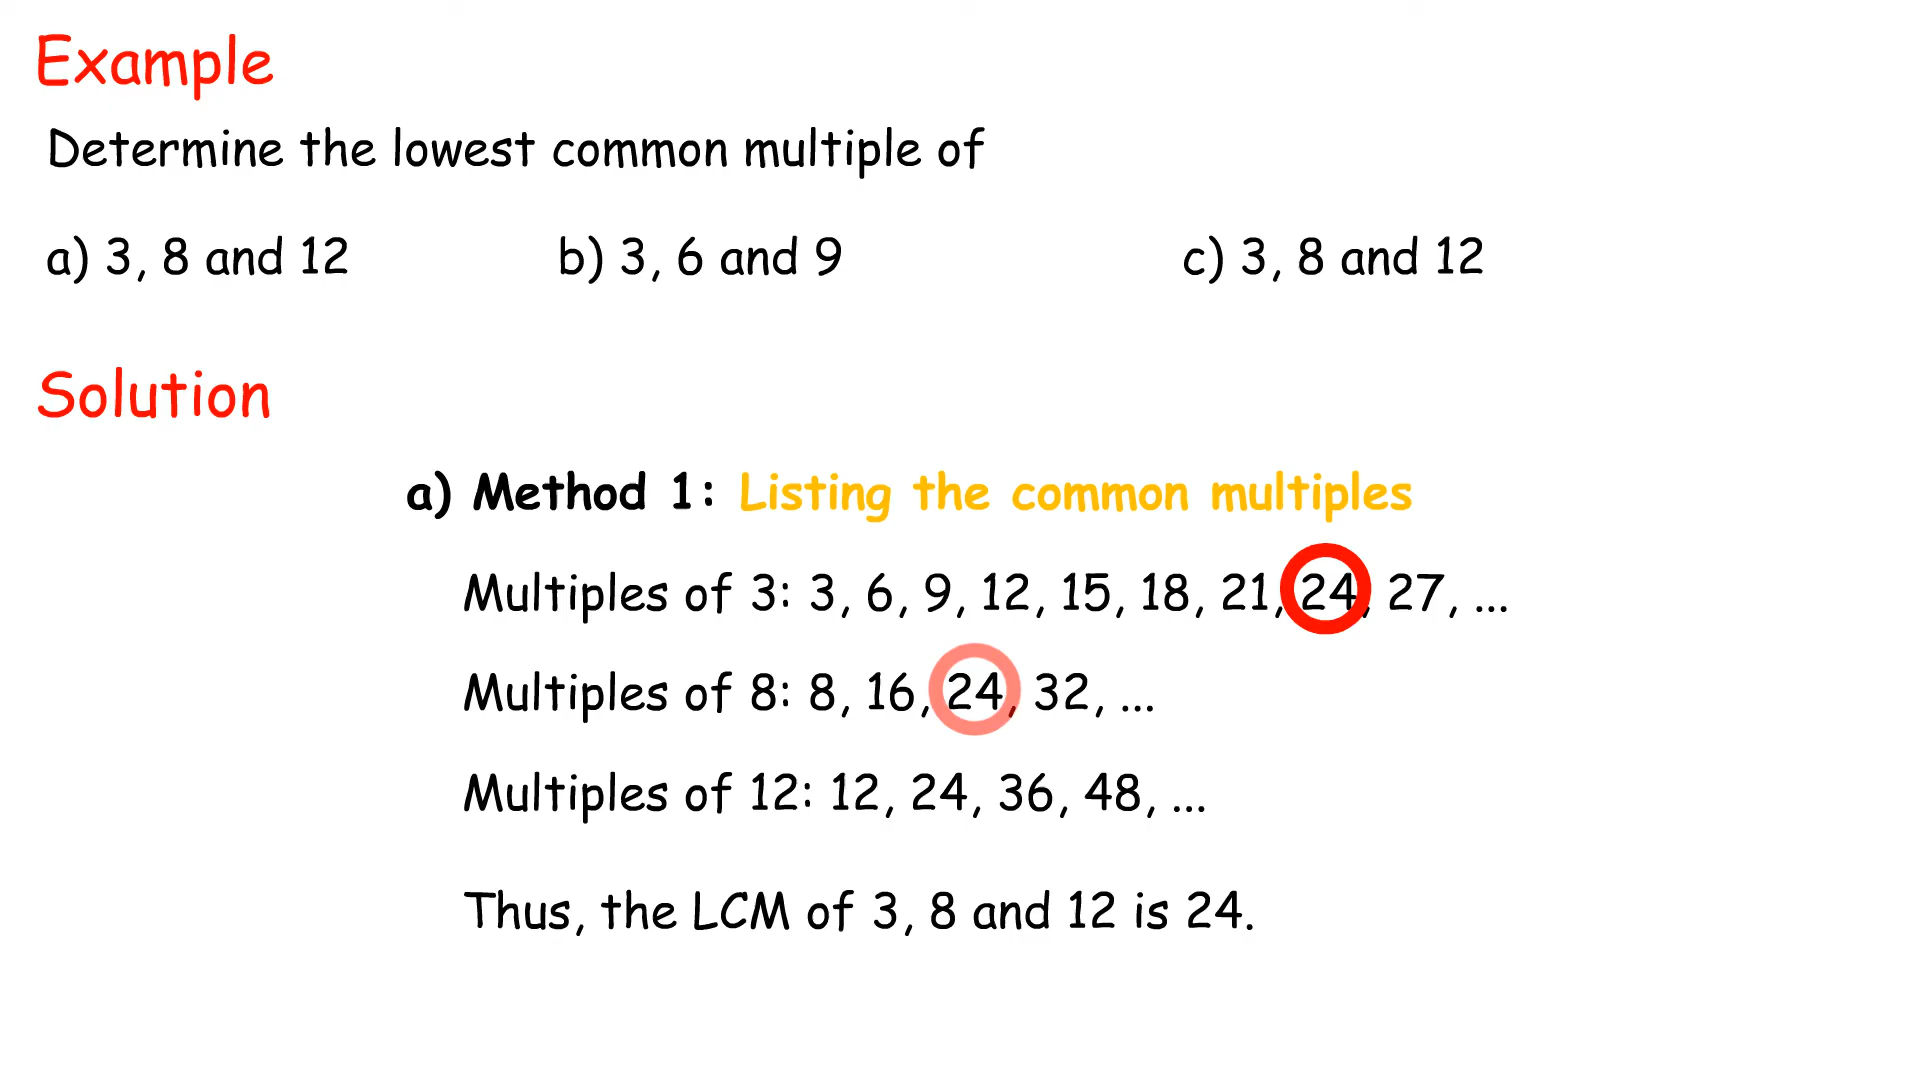 Example
Determine the lowest common multiple of
a) 3, 8 and 12 b) 3, 6 and 9 c) 3, 8 and 12
Solution
a) Method 1: Listing the common multiples
Multiples of 3: 3, 6, 9, 12, 15, 18, 21, 24, 27, ...
Multiples of 8: 8, 16, 24, 32, ...
Multiples of 12: 12, 24, 36, 48, ...
Thus, the LCM of 3, 8 and 12 is 24.